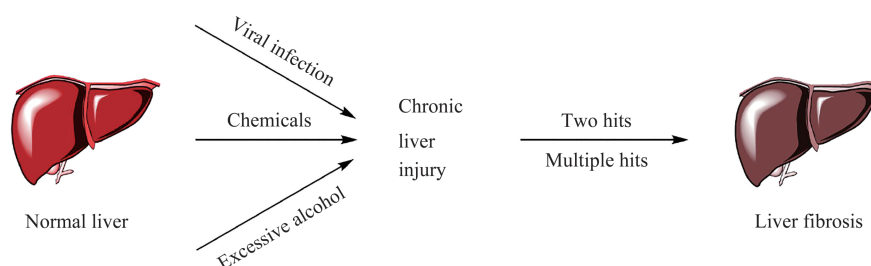 Viral infection
Chemicals
Excessive alcohol
Normal liver
Chronic
liver
injury
Two hits
Multiple hits
Liver fibrosis